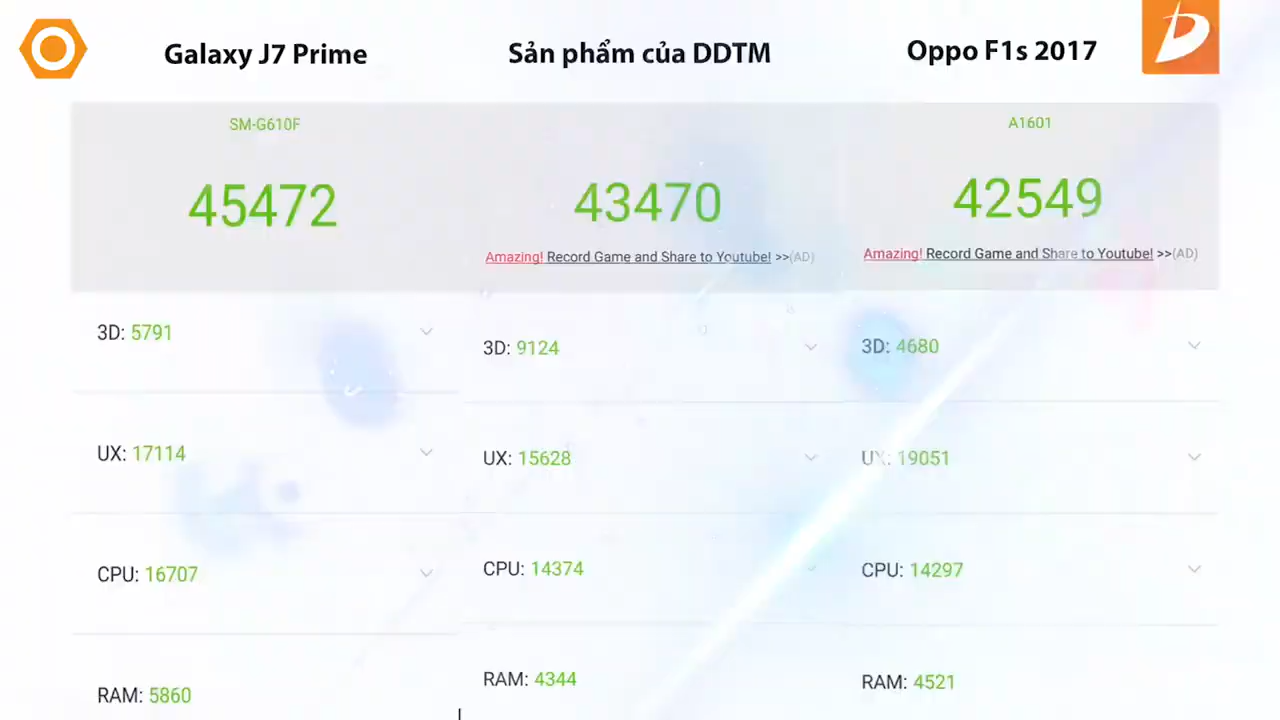 Galaxy J7 Prime
SM-G610F
45472
3D: 5791
UX: 17114
CPU: 16707
RAM: 5860
Sản phẩm của DDTM
43470
Amazing! Record Game and Share to Youtube! >>(AD)
3D: 9124
UX: 15628
CPU: 14374
RAM: 4344
Oppo F1s 2017
A1601
42549
Amazing! Record Game and Share to Youtube! >>(AD)
3D: 4680
UX: 19051
CPU: 14297
RAM: 4521